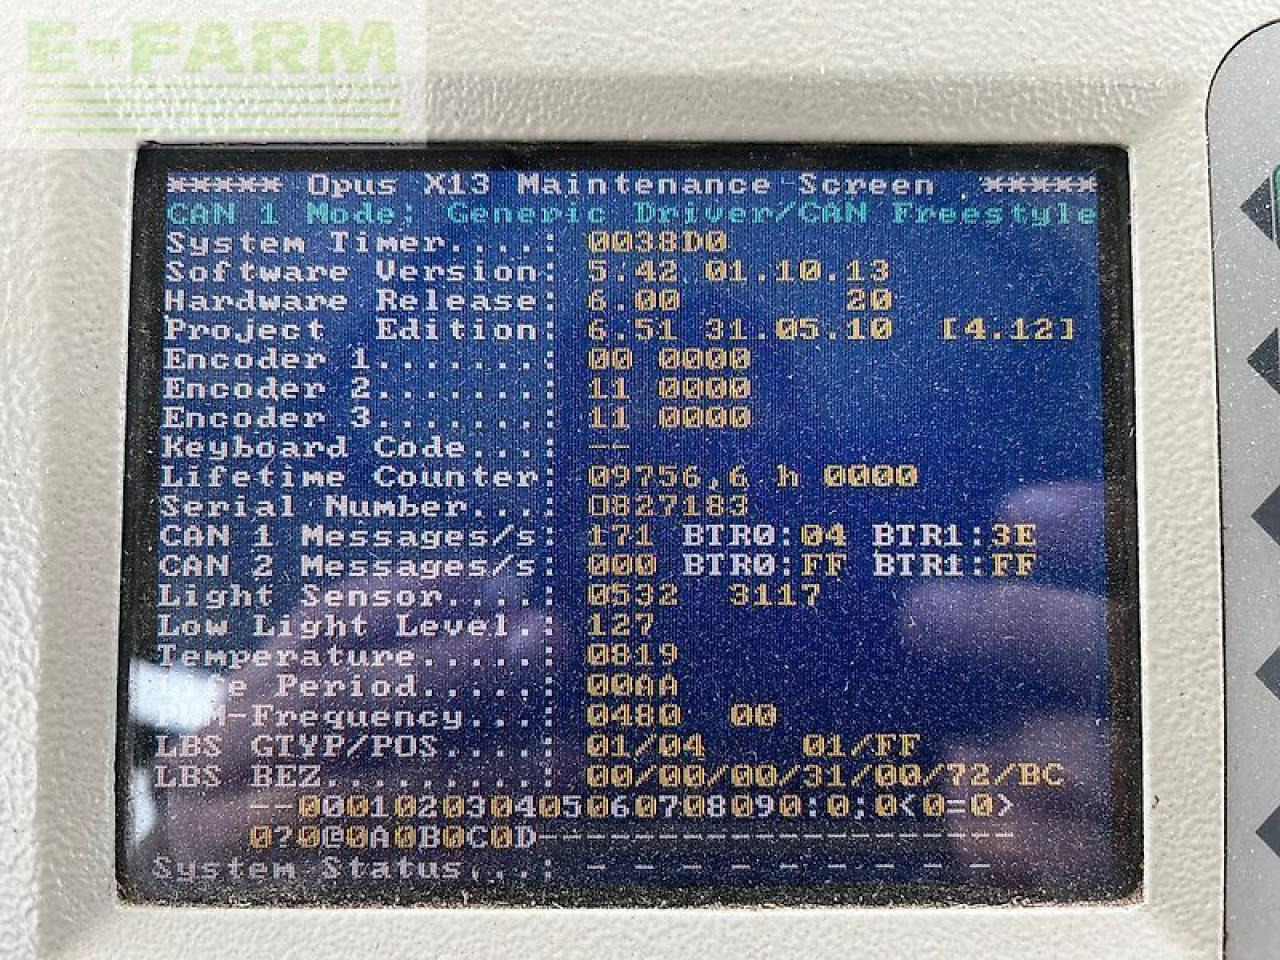 E-FARM
***** Opus X13 Maintenance-Screen . *****
CAN 1 Mode: Generic Driver/CAN Freestyle
System Timer....: 0038D0
Software Version: 5.42 01.10.13
Hardware Release: 6.00 20
Project Edition: 6.51 31.05.10 [4.12]
Encoder 1.......: 00 0000
Encoder 2.......: 11 0000
Encoder 3.......: 11 0000
Keyboard Code...: --
Lifetime Counter: 09756,6 h 0000
Serial Number...: 0827183
CAN 1 Messages/s: 171 BTR0:04 BTR1:3E
CAN 2 Messages/s: 000 BTR0:FF BTR1:FF
Light Sensor....: 0532 3117
Low Light Level.: 127
Temperature.....: 0819
Life Period.....: 00AA
PWM-Frequency...: 0480 00
LBS GTYP/POS....: 01/04 01/FF
LBS BEZ.........: 00/00/00/31/00/72/BC
--000102030405060708090:0;0<0=0>
0?0@0A0B0C0D--------------------
System-Status...: - - - - - - - - -